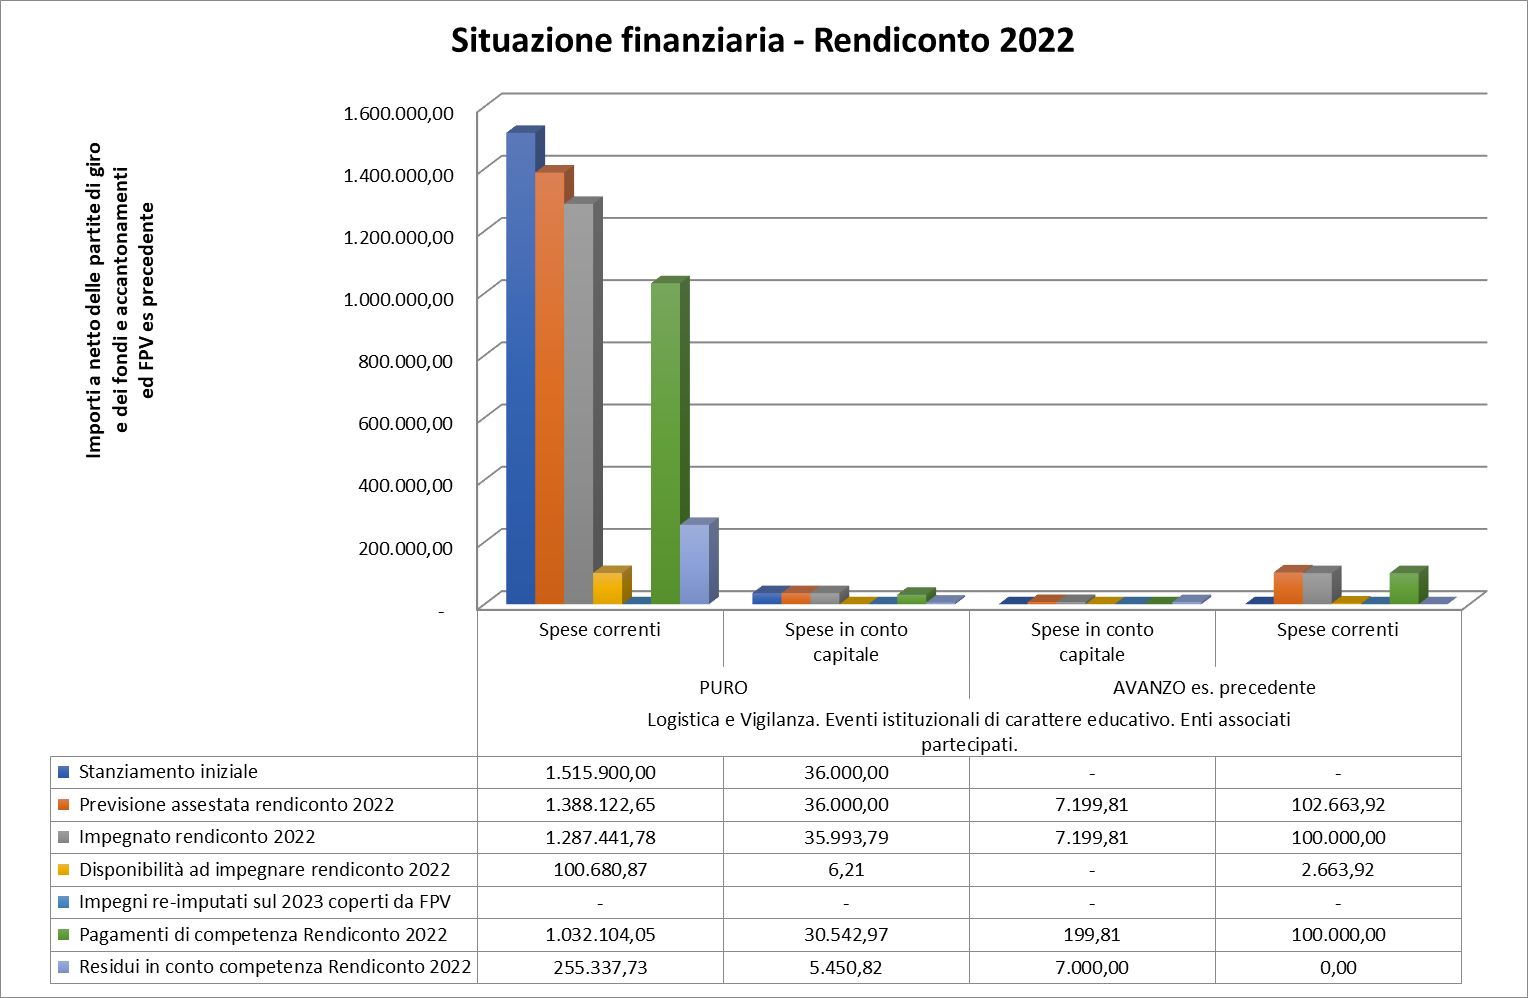 Situazione finanziaria - Rendiconto 2022
Importi a netto delle partite di giro
e dei fondi e accantonamenti
ed FPV es precedente
1.600.000,00
1.400.000,00
1.200.000,00
1.000.000,00
800.000,00
600.000,00
400.000,00
200.000,00
-
Spese correnti
Spese in conto
capitale
Spese in conto
capitale
Spese correnti
PURO
AVANZO es. precedente
Logistica e Vigilanza. Eventi istituzionali di carattere educativo. Enti associati
partecipati.
Stanziamento iniziale 1.515.900,00 36.000,00 - -
Previsione assestata rendiconto 2022 1.388.122,65 36.000,00 7.199,81 102.663,92
Impegnato rendiconto 2022 1.287.441,78 35.993,79 7.199,81 100.000,00
Disponibilità ad impegnare rendiconto 2022 100.680,87 6,21 - 2.663,92
Impegni re-imputati sul 2023 coperti da FPV - - - -
Pagamenti di competenza Rendiconto 2022 1.032.104,05 30.542,97 199,81 100.000,00
Residui in conto competenza Rendiconto 2022 255.337,73 5.450,82 7.000,00 0,00